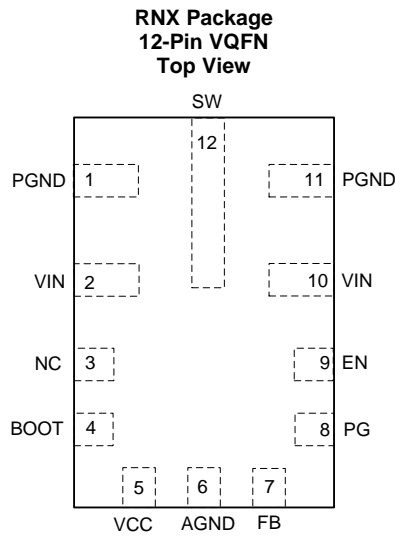 RNX Package
12-Pin VQFN
Top View
SW
12
PGND 1
11 PGND
VIN 2
10 VIN
NC 3
9 EN
BOOT 4
8 PG
5 6 7
VCC AGND FB